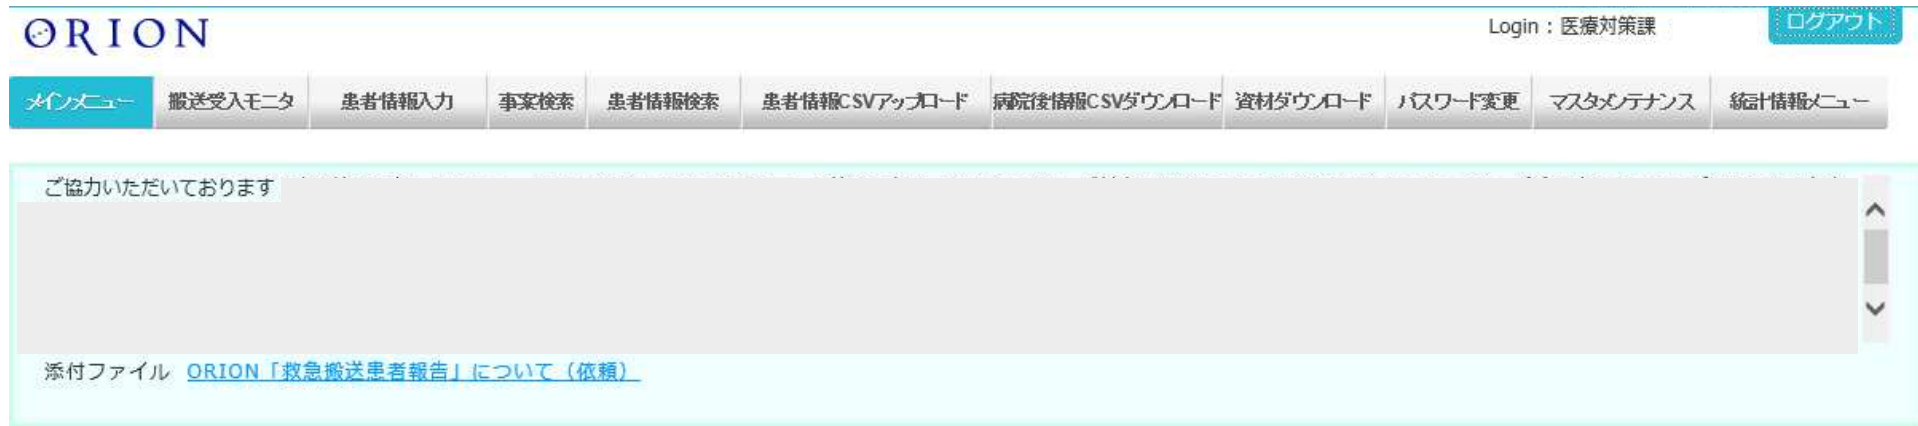 ORION
Login：医療対策課
ログアウト
メインメニュー 搬送受入モニタ 患者情報入力 事案検索 患者情報検索 患者情報CSVアップロード 病院後情報CSVダウンロード 資材ダウンロード パスワード変更 マスタメンテナンス 統計情報メニュー
ご協力いただいております
添付ファイル ORION「救急搬送患者報告」について（依頼）